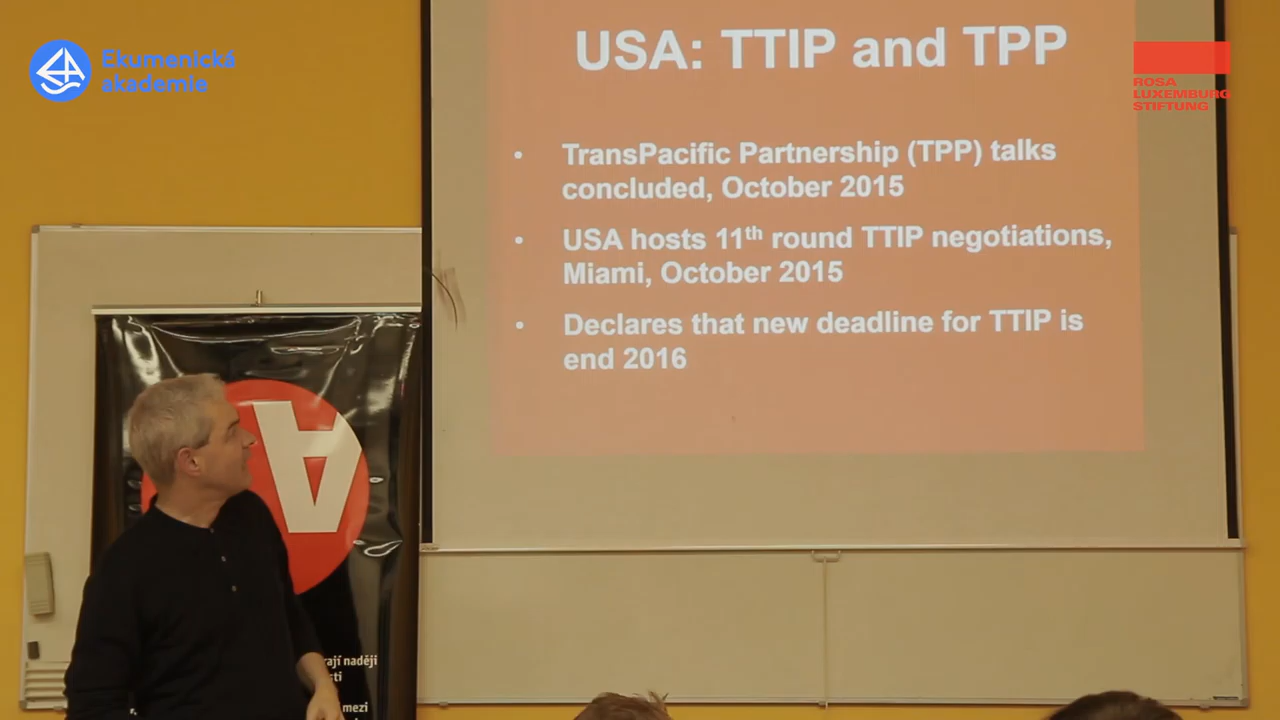 Ekumenická
akademie
ROSA
LUXEMBURG
STIFTUNG
USA: TTIP and TPP
• TransPacific Partnership (TPP) talks
concluded, October 2015
• USA hosts 11th round TTIP negotiations,
Miami, October 2015
• Declares that new deadline for TTIP is
end 2016
naději
mezi